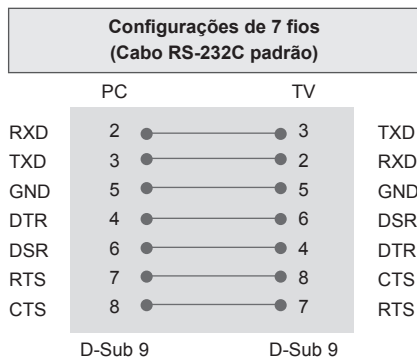 Configurações de 7 fios
(Cabo RS-232C padrão)
PC TV
RXD 2 3 TXD
TXD 3 2 RXD
GND 5 5 GND
DTR 4 6 DSR
DSR 6 4 DTR
RTS 7 8 CTS
CTS 8 7 RTS
D-Sub 9 D-Sub 9